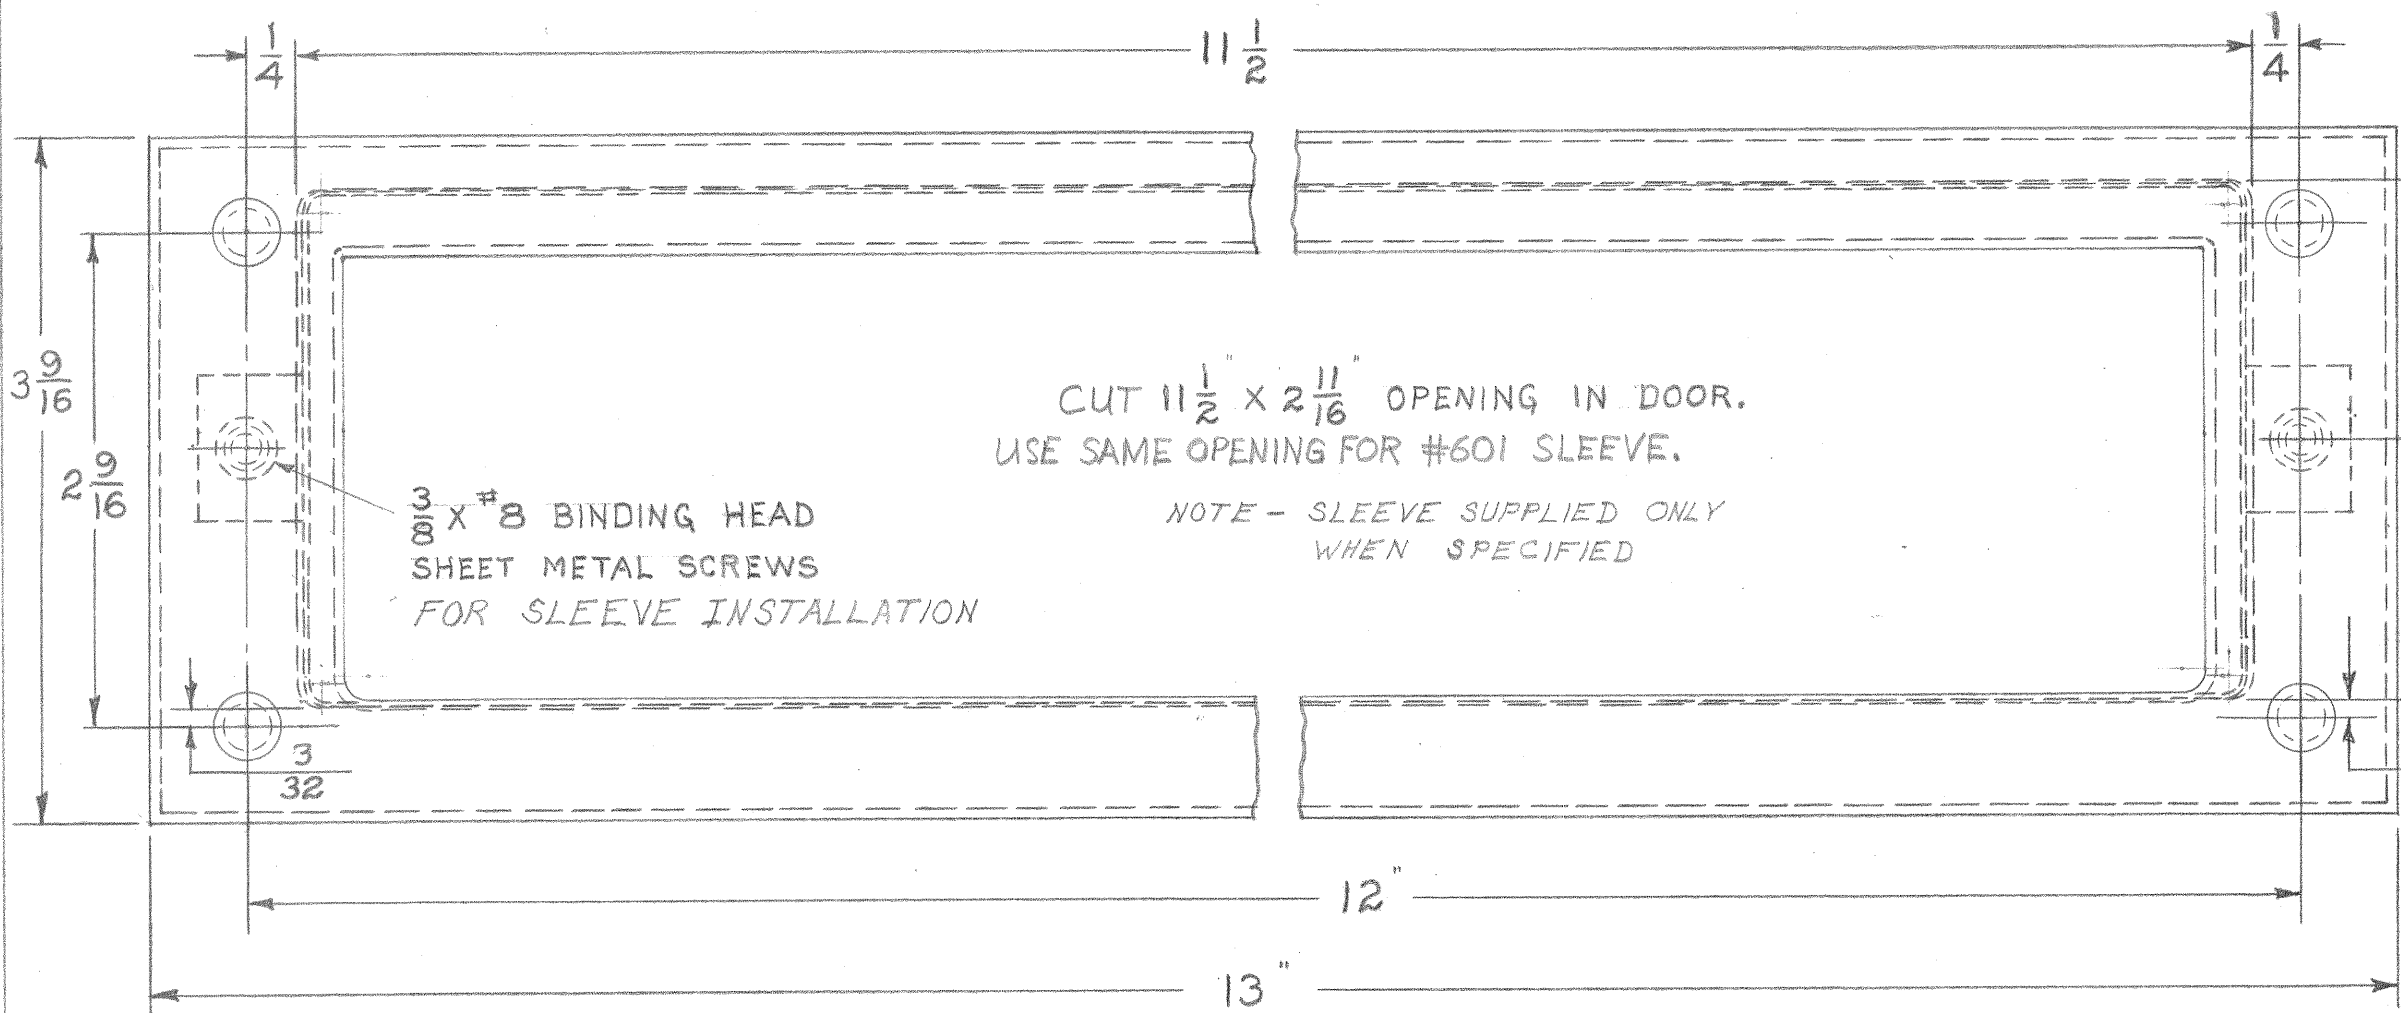 1/4
11 1/2
1/4
3 9/16
2 9/16
CUT 11 1/2" X 2 11/16" OPENING IN DOOR.
USE SAME OPENING FOR #601 SLEEVE.
NOTE - SLEEVE SUPPLIED ONLY
WHEN SPECIFIED
3/8 X #8 BINDING HEAD
SHEET METAL SCREWS
FOR SLEEVE INSTALLATION
3/32
12"
13"